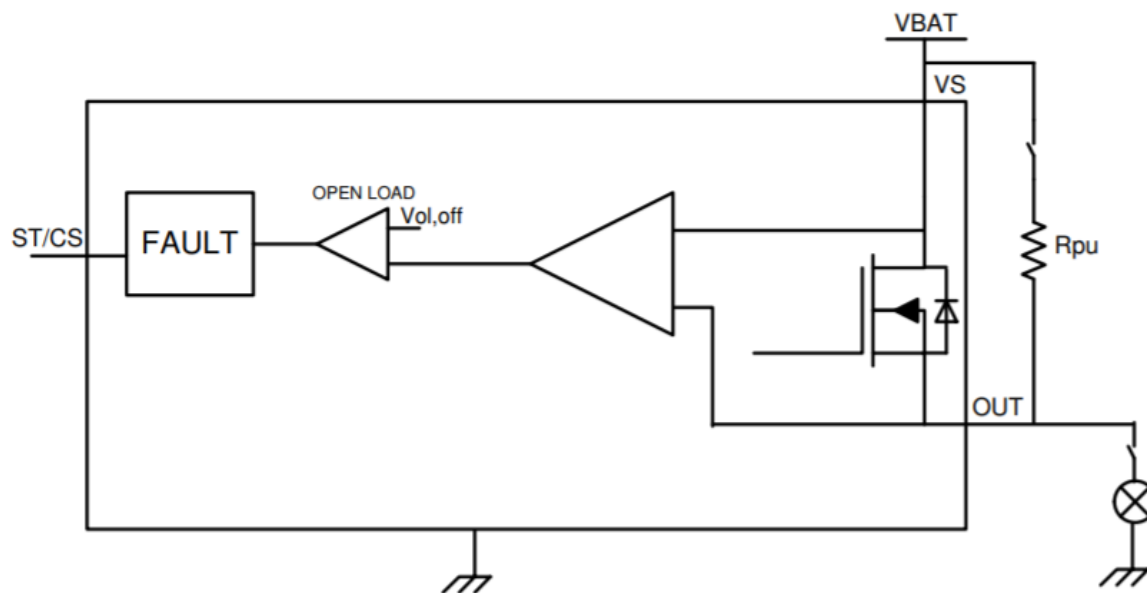 VBAT
VS
OPEN LOAD
Vol,off
ST/CS
FAULT
Rpu
OUT